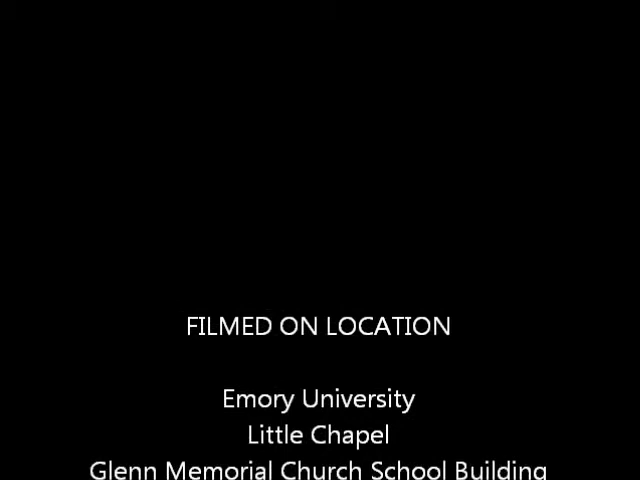 FILMED ON LOCATION
Emory University
Little Chapel
Glenn Memorial Church School Building